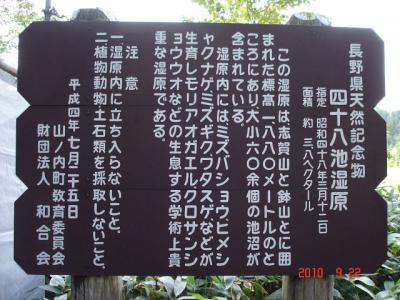 長野県天然記念物
四十八池湿原
指定 昭和四十八年三月十二日
面積 約 三八ヘクタール
この湿原は志賀山と鉢山とに囲
まれた標高一八八〇メートルのと
ころにあり大小六〇余個の池沼が
含まれている。
湿原内にはミズバショウ、ヒメシ
ヤクナゲミズギクワタスゲなどが
生育しモリアオガエルクロサンシ
ョウウオなどの生息する学術上貴
重な湿原である。
注意
一湿原内に立ち入らないこと、
二植物動物土石類を採取しないこと、
平成四年七月二十五日
山ノ内町教育委員会
財団法人 和合会
2010 9.22